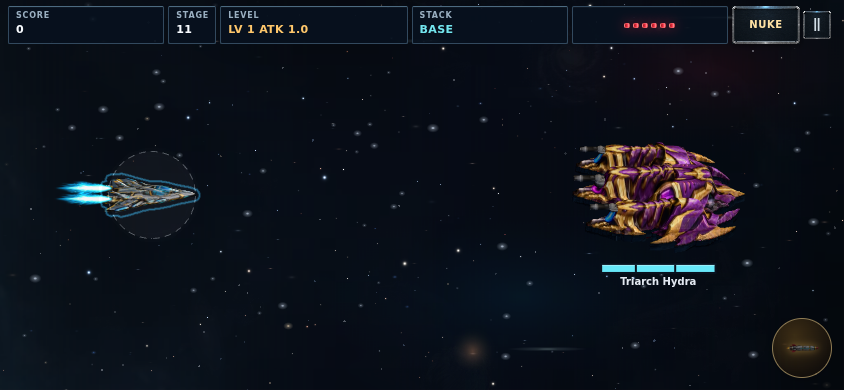 SCORE
0
STAGE
11
LEVEL
LV 1 ATK 1.0
STACK
BASE
NUKE
Triarch Hydra